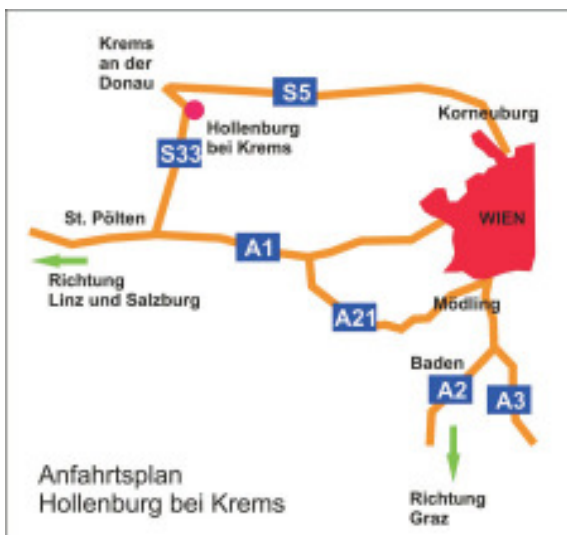 Krems
an der
Donau
S5
Korneuburg
Hollenburg
bei Krems
S33
St. Pölten
WIEN
A1
Richtung
Linz und Salzburg
Mödling
A21
Baden
A2
A3
Anfahrtsplan
Hollenburg bei Krems
Richtung
Graz